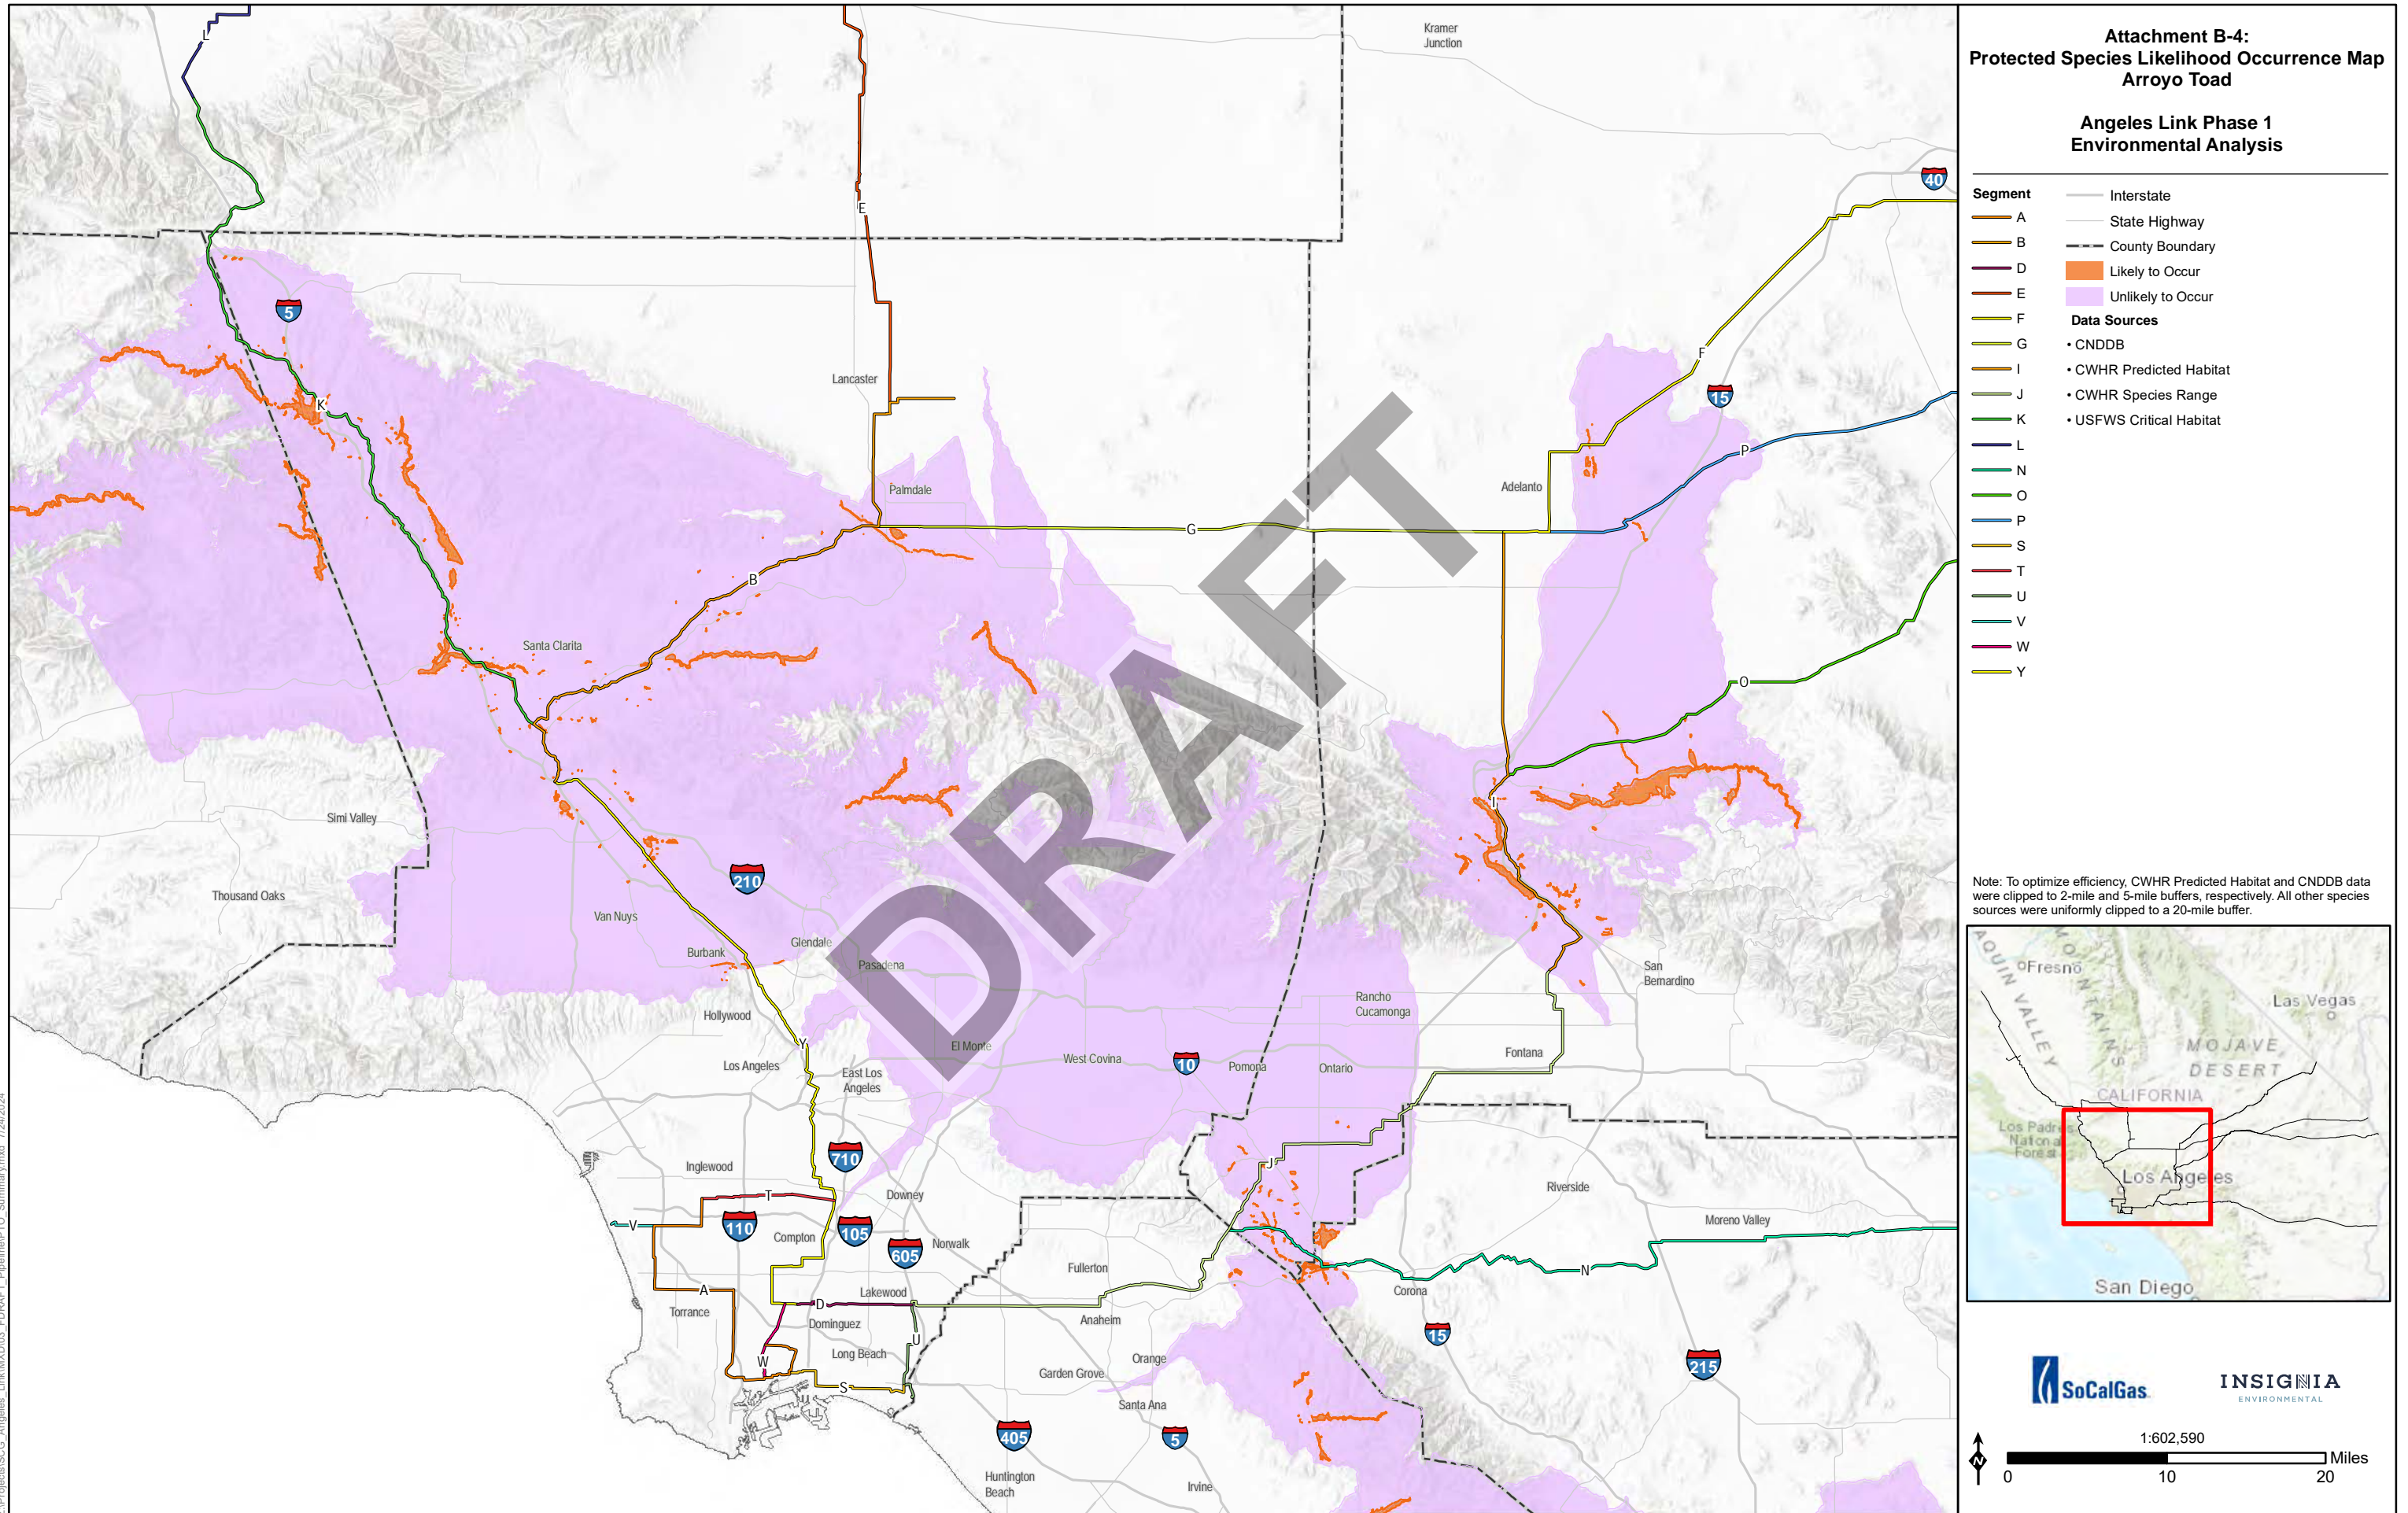 Attachment B-4:
Protected Species Likelihood Occurrence Map
Arroyo Toad
Angeles Link Phase 1
Environmental Analysis
Segment
A
B
D
E
F
G
I
J
K
L
N
O
P
S
T
U
V
W
Y
Interstate
State Highway
County Boundary
Likely to Occur
Unlikely to Occur
Data Sources
• CNDDB
• CWHR Predicted Habitat
• CWHR Species Range
• USFWS Critical Habitat
Note: To optimize efficiency, CWHR Predicted Habitat and CNDDB data
were clipped to 2-mile and 5-mile buffers, respectively. All other species
sources were uniformly clipped to a 20-mile buffer.
Fresno
Las Vegas
MOJAVE
DESERT
CALIFORNIA
Los Angeles
San Diego
SoCalGas
INSIGNIA
ENVIRONMENTAL
1:602,590
Miles
0
10
20
N
DRAFT
L
Kramer
Junction
40
E
5
F
Lancaster
15
K
P
Palmdale
Adelanto
G
B
Santa Clarita
O
I
Simi Valley
210
Thousand Oaks
Van Nuys
Burbank
Glendale
Pasadena
San
Bernardino
Rancho
Cucamonga
Hollywood
Y
El Monte
West Covina
10
Pomona
Ontario
Fontana
Los Angeles
East Los
Angeles
710
Inglewood
J
T
Downey
Riverside
V
110
105
Compton
605
Norwalk
Moreno Valley
Fullerton
N
A
Lakewood
Corona
Torrance
D
Dominguez
Anaheim
15
U
Long Beach
W
Orange
215
Garden Grove
S
Santa Ana
405
5
Huntington
Beach
Irvine